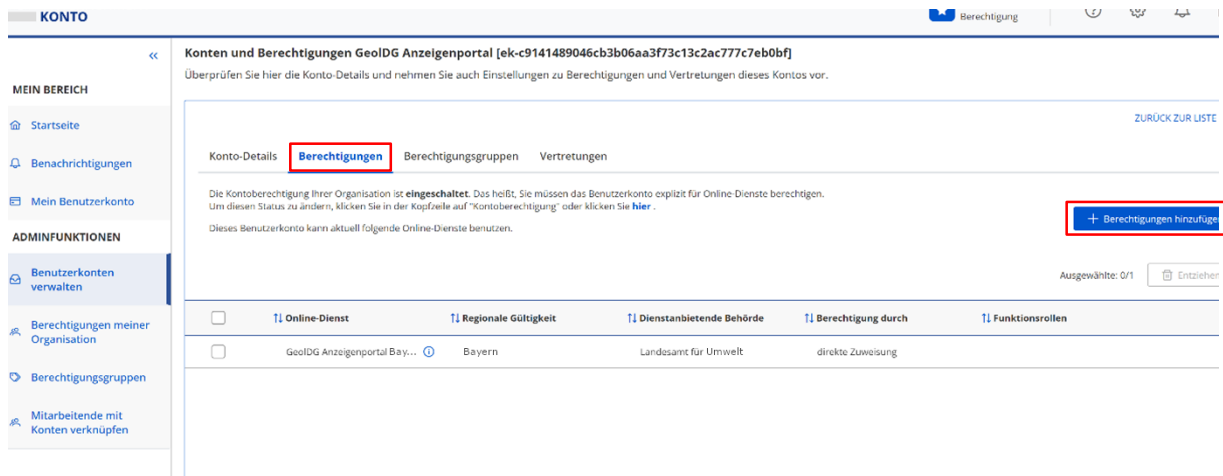 KONTO
Berechtigung
«
MEIN BEREICH
Startseite
Benachrichtigungen
Mein Benutzerkonto
ADMINFUNKTIONEN
Benutzerkonten
verwalten
Berechtigungen meiner
Organisation
Berechtigungsgruppen
Mitarbeitende mit
Konten verknüpfen
Konten und Berechtigungen GeolDG Anzeigenportal [ek-c9141489046cb3b06aa3f73c13c2ac777c7eb0bf]
Überprüfen Sie hier die Konto-Details und nehmen Sie auch Einstellungen zu Berechtigungen und Vertretungen dieses Kontos vor.
ZURÜCK ZUR LISTE
Konto-Details Berechtigungen Berechtigungsgruppen Vertretungen
Die Kontoberechtigung Ihrer Organisation ist eingeschaltet. Das heißt, Sie müssen das Benutzerkonto explizit für Online-Dienste berechtigen.
Um diesen Status zu ändern, klicken Sie in der Kopfzeile auf "Kontoberechtigung" oder klicken Sie hier .
Dieses Benutzerkonto kann aktuell folgende Online-Dienste benutzen.
+ Berechtigungen hinzufügen
Ausgewählte: 0/1 Entziehen
Online-Dienst Regionale Gültigkeit Dienstanbietende Behörde Berechtigung durch Funktionsrollen
GeolDG Anzeigenportal Bay... Bayern Landesamt für Umwelt direkte Zuweisung